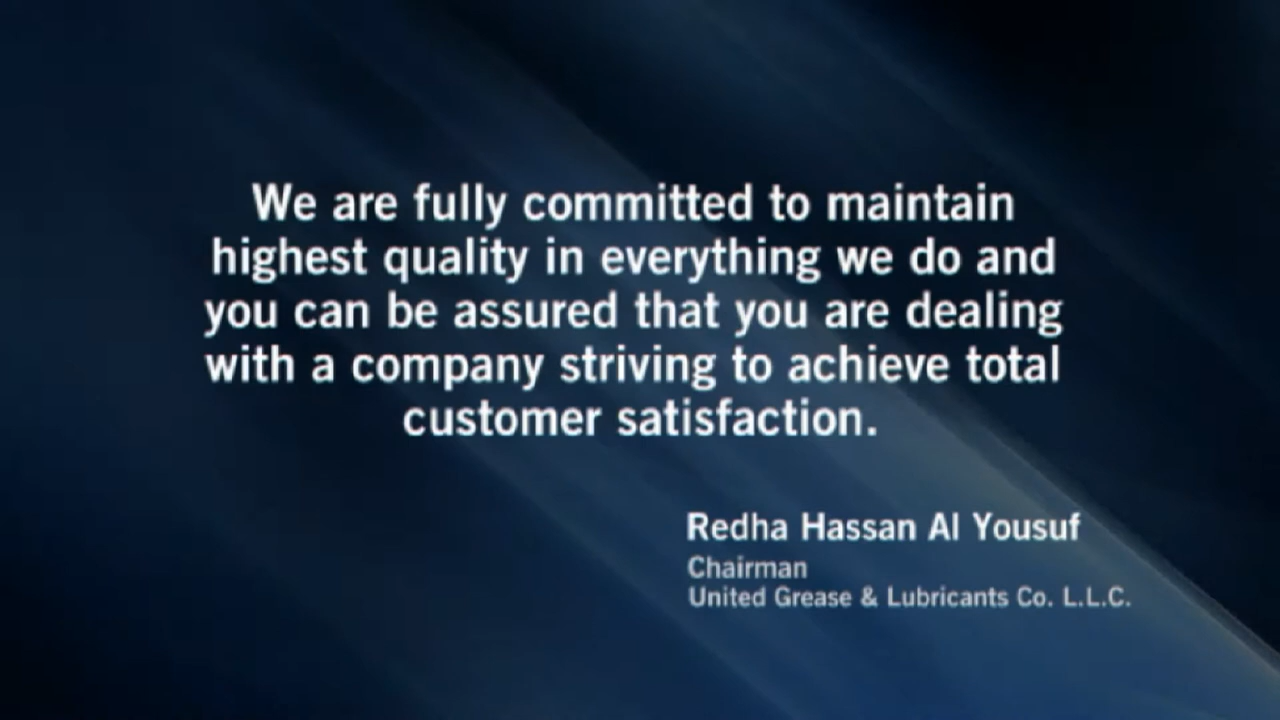 We are fully committed to maintain
highest quality in everything we do and
you can be assured that you are dealing
with a company striving to achieve total
customer satisfaction.
Redha Hassan Al Yousuf
Chairman
United Grease & Lubricants Co. L.L.C.